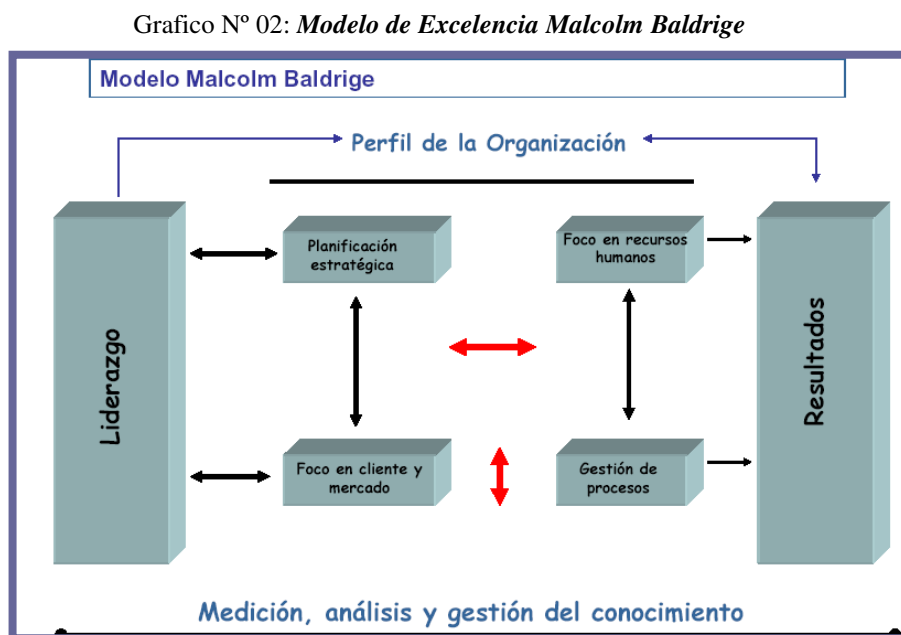 Grafico Nº 02: Modelo de Excelencia Malcolm Baldrige
Modelo Malcolm Baldrige
Perfil de la Organización
Planificación
estratégica
Foco en recursos
humanos
Liderazgo
Resultados
Foco en cliente y
mercado
Gestión de
procesos
Medición, análisis y gestión del conocimiento